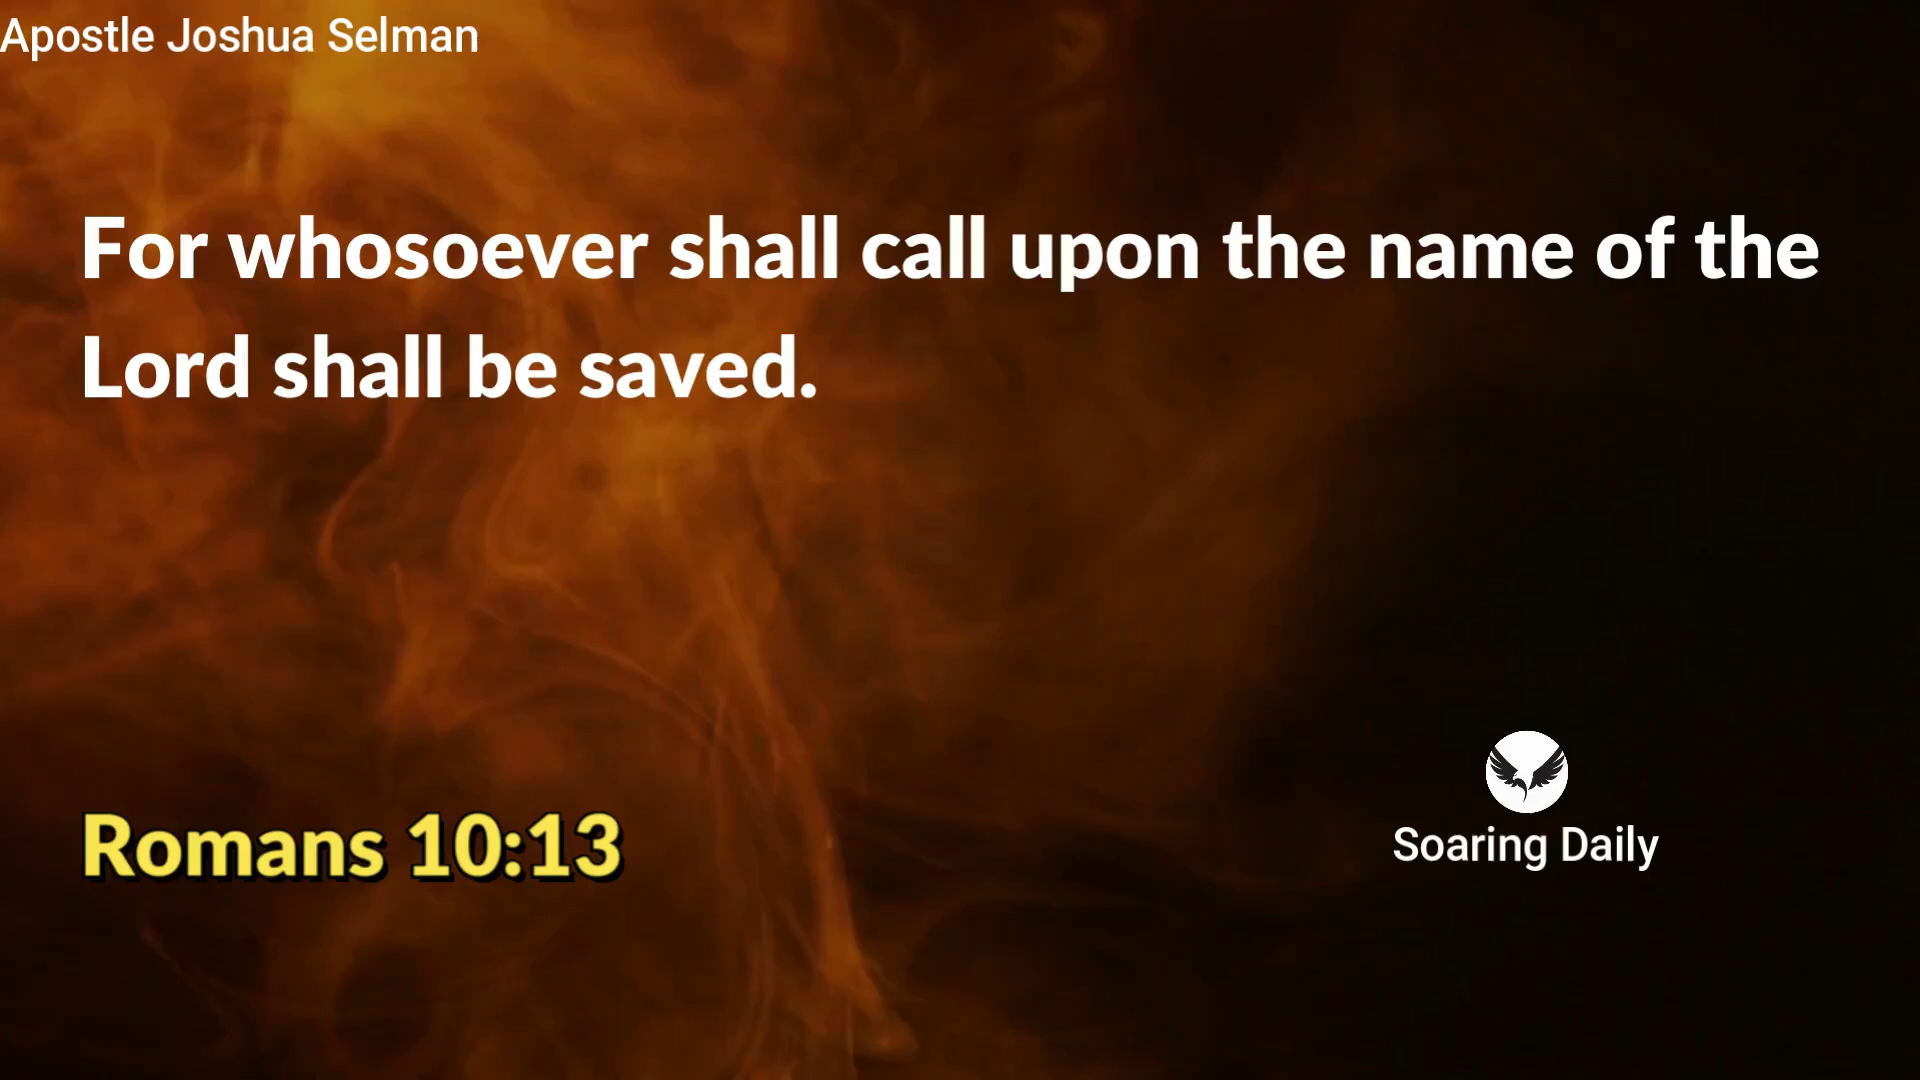 Apostle Joshua Selman
For whosoever shall call upon the name of the
Lord shall be saved.
Romans 10:13
Soaring Daily